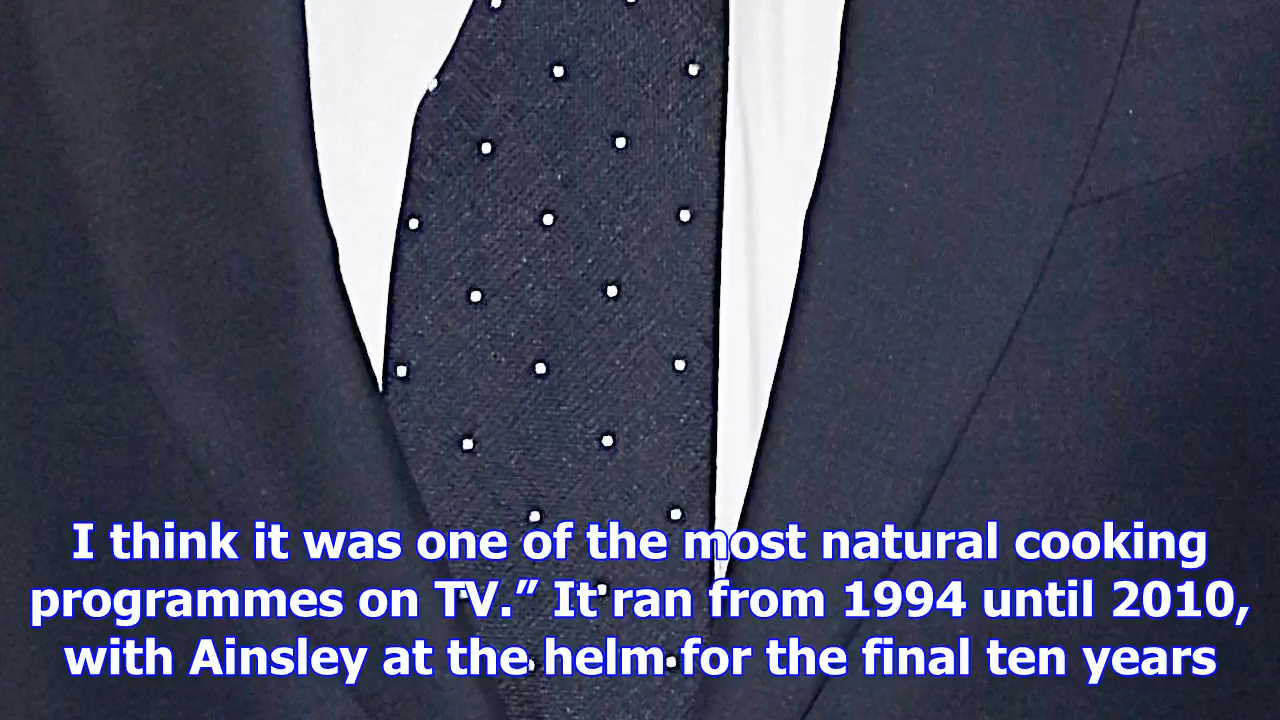 I think it was one of the most natural cooking
programmes on TV.” It ran from 1994 until 2010,
with Ainsley at the helm for the final ten years